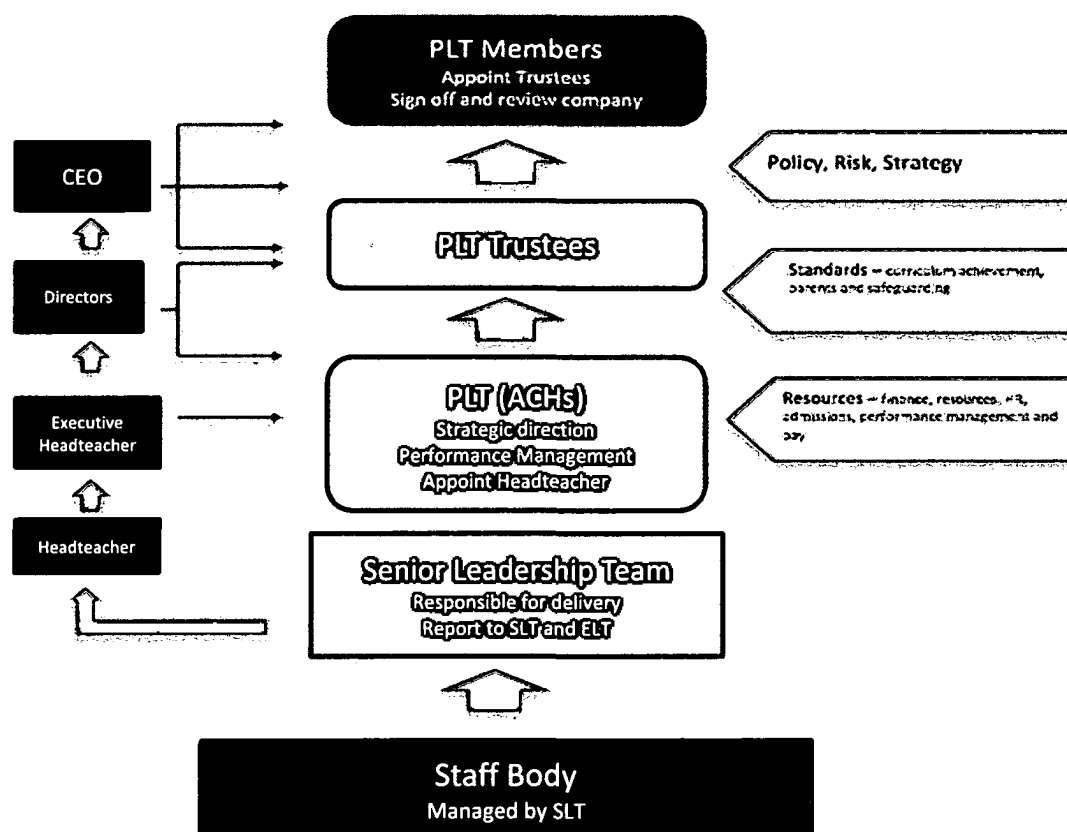 PLT Members
Appoint Trustees
Sign off and review company
CEO
Policy, Risk, Strategy
PLT Trustees
Directors
Standards – curriculum achievement,
parents and safeguarding
PLT (ACHs)
Strategic direction
Performance Management
Appoint Headteacher
Executive
Headteacher
Resources – finance, resources, HR,
admissions, performance management and
pay
Headteacher
Senior Leadership Team
Responsible for delivery
Report to SLT and ELT
Staff Body
Managed by SLT